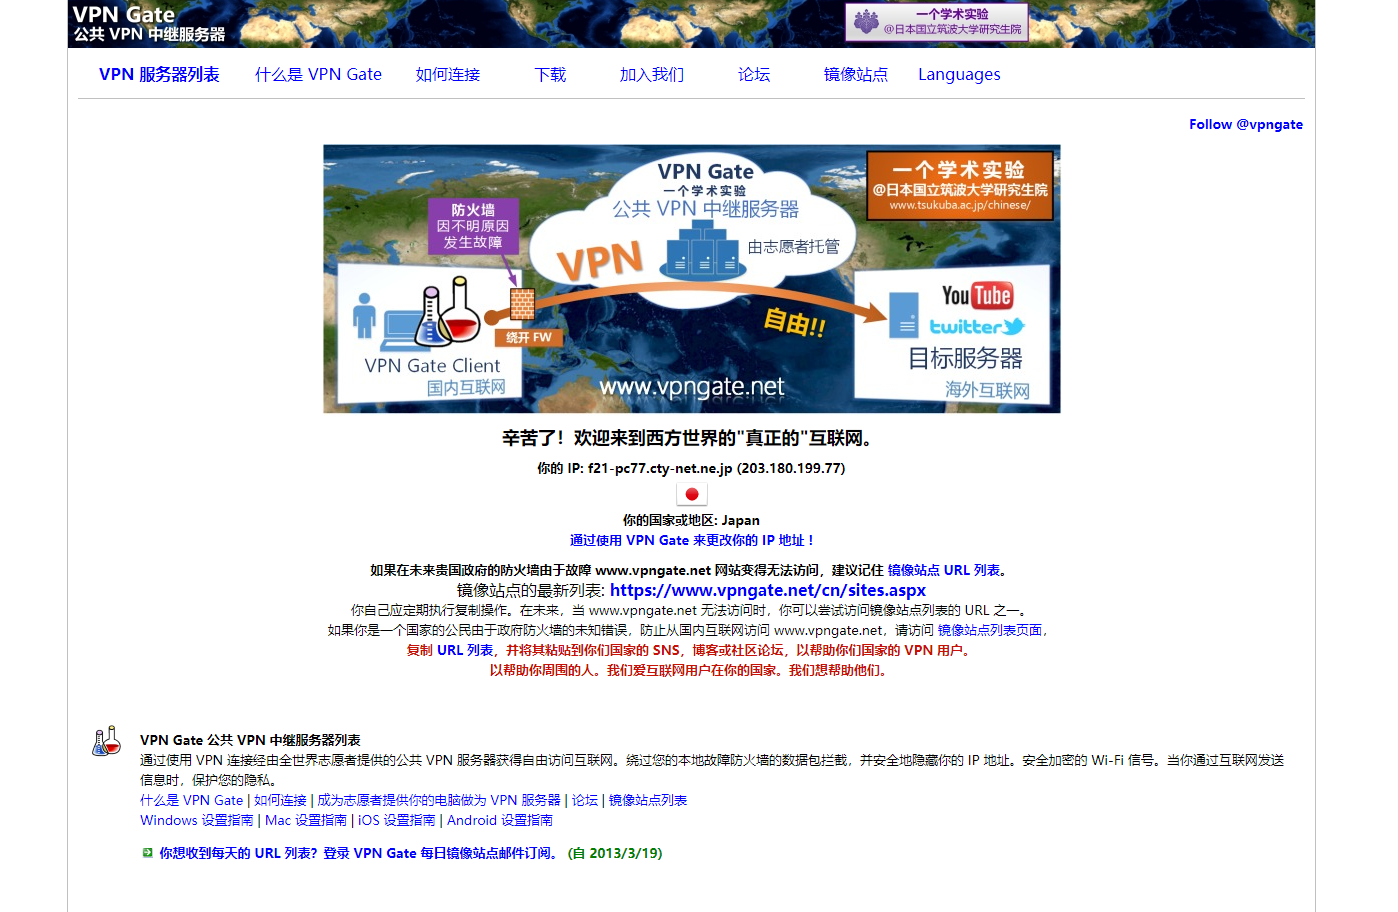 VPN Gate
公共 VPN 中继服务器
一个学术实验
@日本国立筑波大学研究生院
VPN 服务器列表 什么是 VPN Gate 如何连接 下载 加入我们 论坛 镜像站点 Languages
Follow @vpngate
VPN Gate
一个学术实验
公共 VPN 中继服务器
由志愿者托管
一个学术实验
@日本国立筑波大学研究生院
www.tsukuba.ac.jp/chinese/
防火墙
因不明原因
发生故障
VPN
自由!!
绕开 FW
VPN Gate Client
国内互联网
www.vpngate.net
YouTube
twitter
目标服务器
海外互联网
辛苦了！欢迎来到西方世界的"真正的"互联网。
你的 IP: f21-pc77.cty-net.ne.jp (203.180.199.77)
你的国家或地区: Japan
通过使用 VPN Gate 来更改你的 IP 地址 !
如果在未来贵国政府的防火墙由于故障 www.vpngate.net 网站变得无法访问，建议记住 镜像站点 URL 列表。
镜像站点的最新列表: https://www.vpngate.net/cn/sites.aspx
你自己应定期执行复制操作。在未来，当 www.vpngate.net 无法访问时，你可以尝试访问镜像站点列表的 URL 之一。
如果你是一个国家的公民由于政府防火墙的未知错误，防止从国内互联网访问 www.vpngate.net，请访问 镜像站点列表页面，
复制 URL 列表，并将其粘贴到你们国家的 SNS，博客或社区论坛，以帮助你们国家的 VPN 用户。
以帮助你周围的人。我们爱互联网用户在你的国家。我们想帮助他们。
VPN Gate 公共 VPN 中继服务器列表
通过使用 VPN 连接经由全世界志愿者提供的公共 VPN 服务器获得自由访问互联网。绕过您的本地故障防火墙的数据包拦截，并安全地隐藏你的 IP 地址。安全加密的 Wi-Fi 信号。当你通过互联网发送
信息时，保护您的隐私。
什么是 VPN Gate | 如何连接 | 成为志愿者提供你的电脑做为 VPN 服务器 | 论坛 | 镜像站点列表
Windows 设置指南 | Mac 设置指南 | iOS 设置指南 | Android 设置指南
你想收到每天的 URL 列表？登录 VPN Gate 每日镜像站点邮件订阅。 (自 2013/3/19)